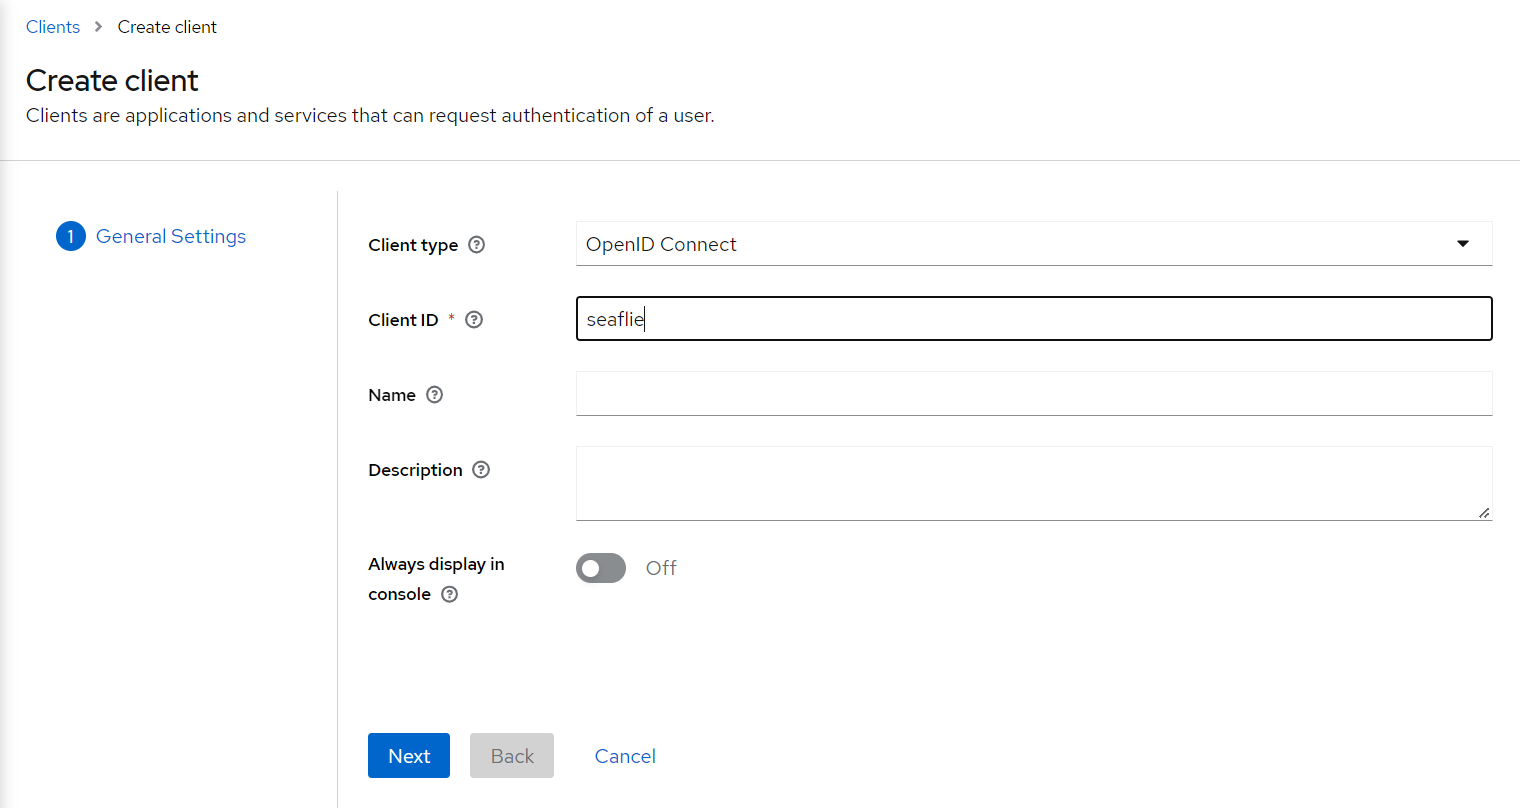 Clients > Create client
Create client
Clients are applications and services that can request authentication of a user.
1 General Settings
Client type
OpenID Connect
Client ID *
seaflie
Name
Description
Always display in
console
Off
Next Back Cancel